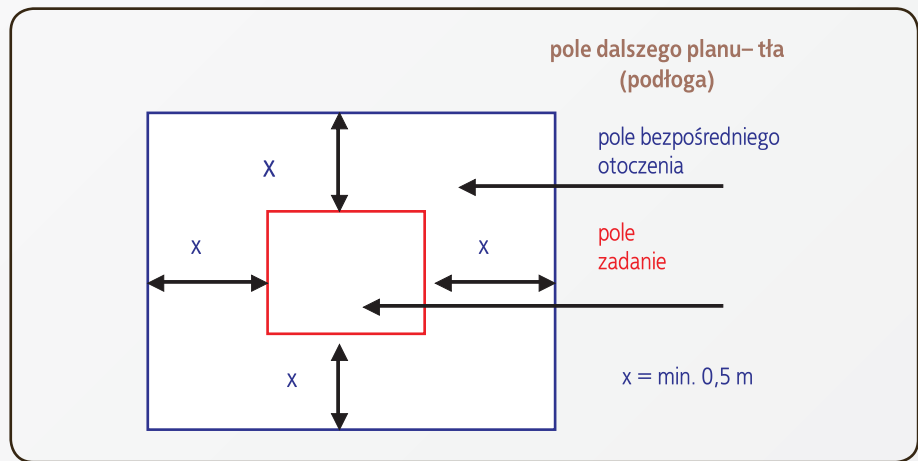 pole dalszego planu– tła
(podłoga)
pole bezpośredniego
otoczenia
X
pole
zadanie
x
x
x
x = min. 0,5 m